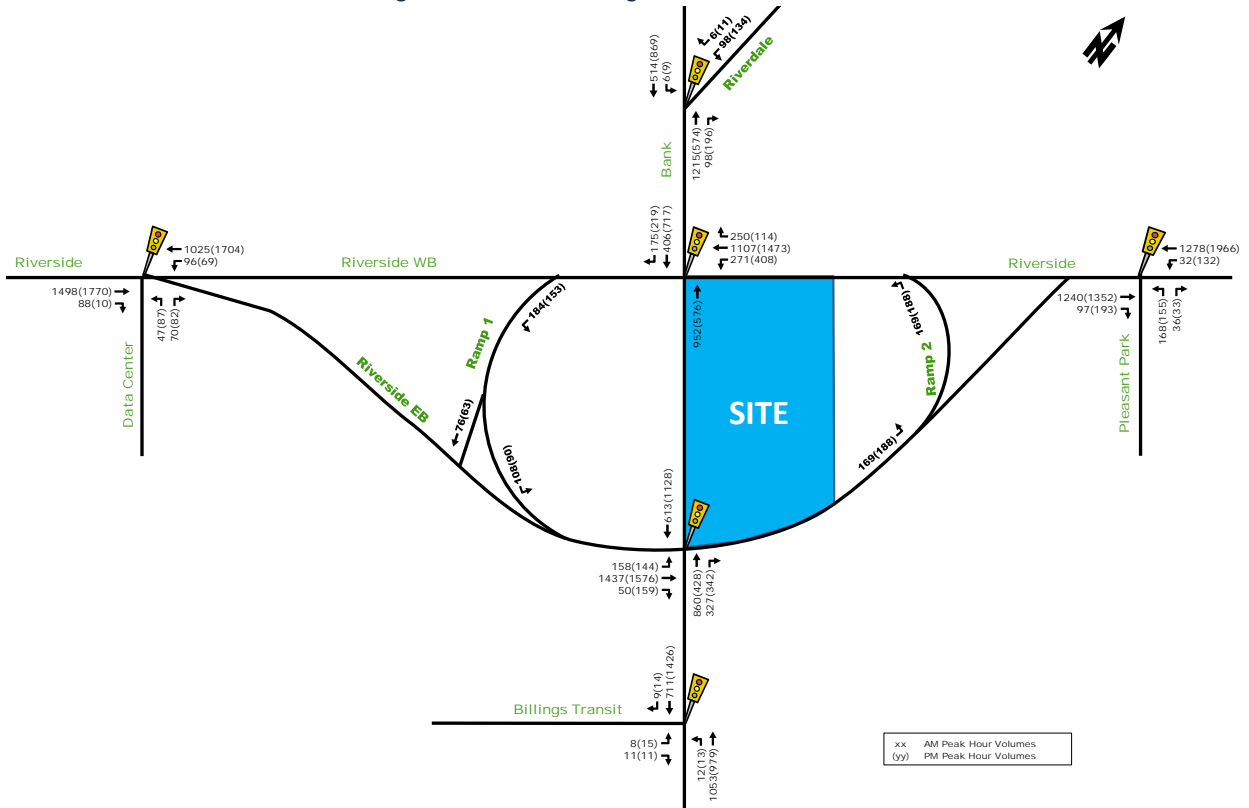 6(11)
98(134)
Riverdale
514(869)
6(9)
1215(574)
98(196)
Bank
N
175(219)
406(717)
250(114)
1107(1473)
271(408)
952(576)
Riverside
1025(1704)
96(69)
Riverside WB
1498(1770)
88(10)
47(87)
70(82)
Data Center
184(153)
Ramp 1
Riverside EB
76(63)
108(90)
SITE
169(188)
Ramp 2
169(188)
Riverside
1278(1966)
32(132)
1240(1352)
97(193)
168(155)
36(33)
Pleasant Park
613(1128)
158(144)
1437(1576)
50(159)
860(428)
327(342)
9(14)
711(1426)
Billings Transit
8(15)
11(11)
12(13)
1053(979)
xx AM Peak Hour Volumes
(yy) PM Peak Hour Volumes